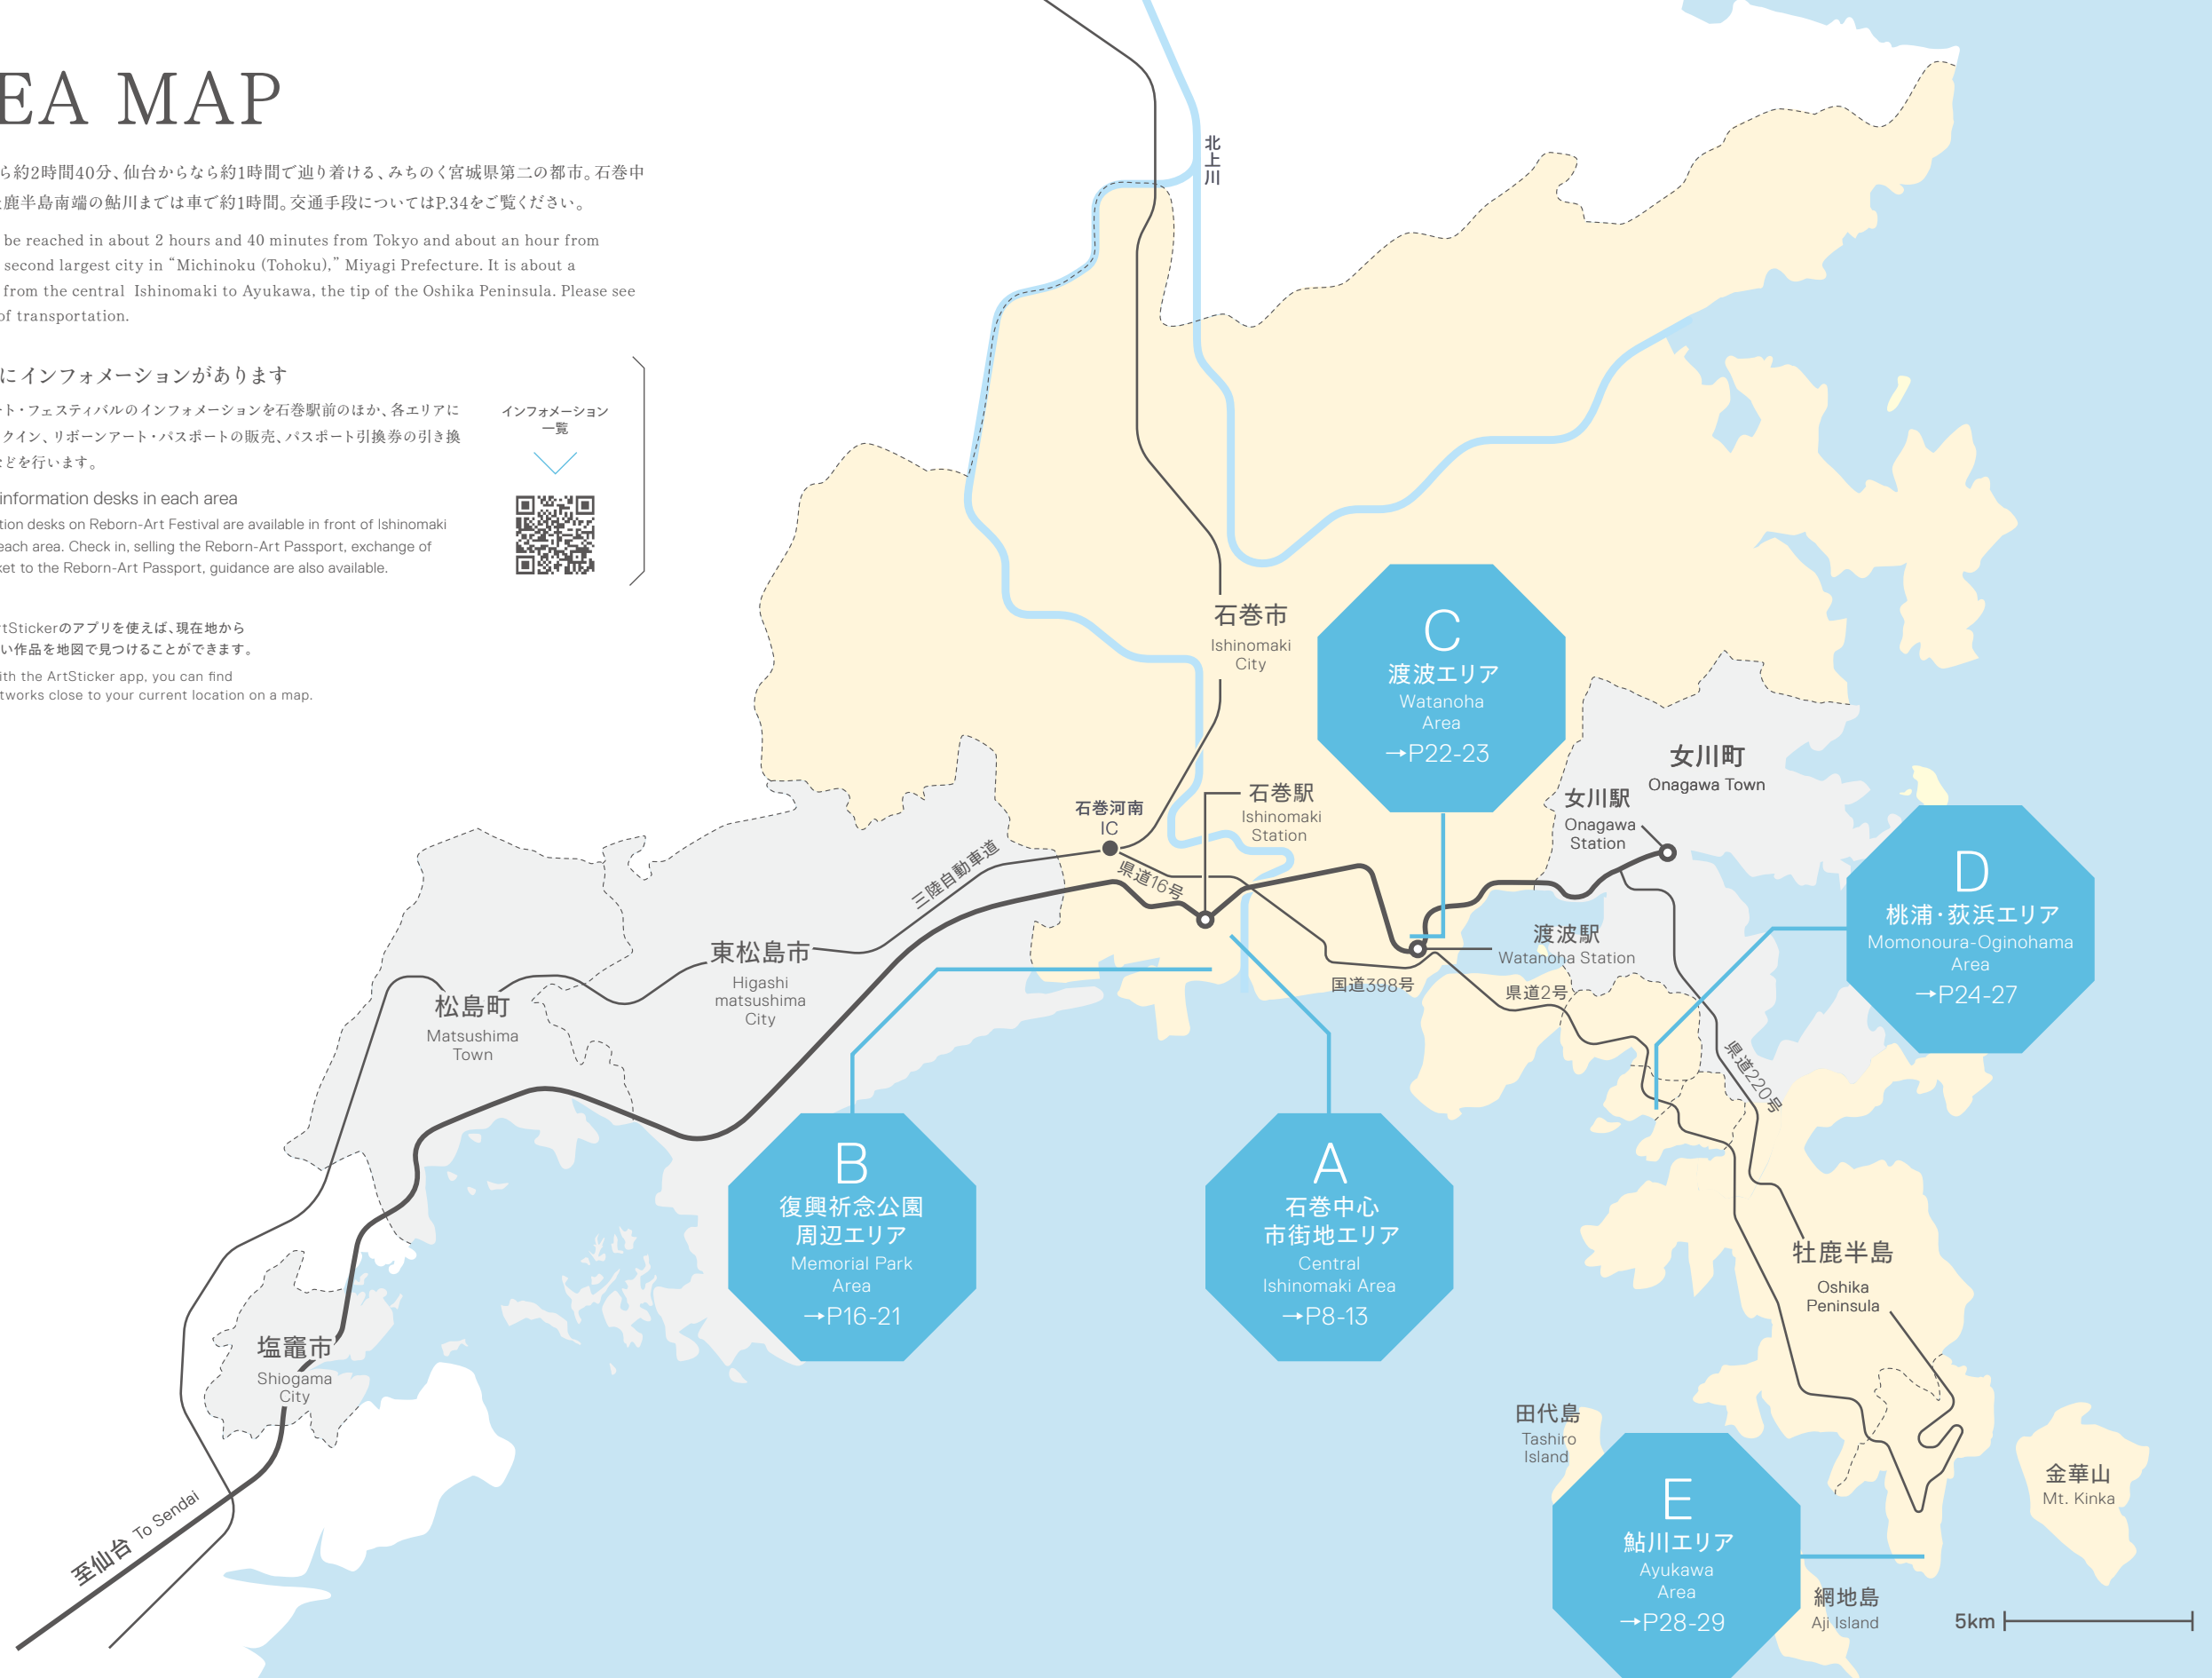 EA MAP
ら約2時間40分、仙台からなら約1時間で辿り着ける、みちのく宮城県第二の都市。石巻中
鹿半島南端の鮎川までは車で約1時間。交通手段についてはP.34をご覧ください。
be reached in about 2 hours and 40 minutes from Tokyo and about an hour from
second largest city in “Michinoku (Tohoku),” Miyagi Prefecture. It is about a
from the central Ishinomaki to Ayukawa, the tip of the Oshika Peninsula. Please see
of transportation.
にインフォメーションがあります
ート・フェスティバルのインフォメーションを石巻駅前のほか、各エリアに
ックイン、リボーンアート・パスポートの販売、パスポート引換券の引き換
などを行います。
information desks in each area
tion desks on Reborn-Art Festival are available in front of Ishinomaki
each area. Check in, selling the Reborn-Art Passport, exchange of
ket to the Reborn-Art Passport, guidance are also available.
インフォメーション
一覧
rtStickerのアプリを使えば、現在地から
い作品を地図で見つけることができます。
ith the ArtSticker app, you can find
tworks close to your current location on a map.
北上川
石巻市
Ishinomaki
City
C
渡波エリア
Watanoha
Area
→P22-23
女川町
Onagawa Town
女川駅
Onagawa
Station
石巻河南
IC
石巻駅
Ishinomaki
Station
三陸自動車道
県道16号
D
桃浦・荻浜エリア
Momonoura-Oginohama
Area
→P24-27
渡波駅
Watanoha Station
国道398号
県道2号
県道220号
東松島市
Higashi
matsushima
City
松島町
Matsushima
Town
B
復興祈念公園
周辺エリア
Memorial Park
Area
→P16-21
A
石巻中心
市街地エリア
Central
Ishinomaki Area
→P8-13
牡鹿半島
Oshika
Peninsula
塩竈市
Shiogama
City
至仙台 To Sendai
田代島
Tashiro
Island
E
鮎川エリア
Ayukawa
Area
→P28-29
金華山
Mt. Kinka
網地島
Aji Island
5km